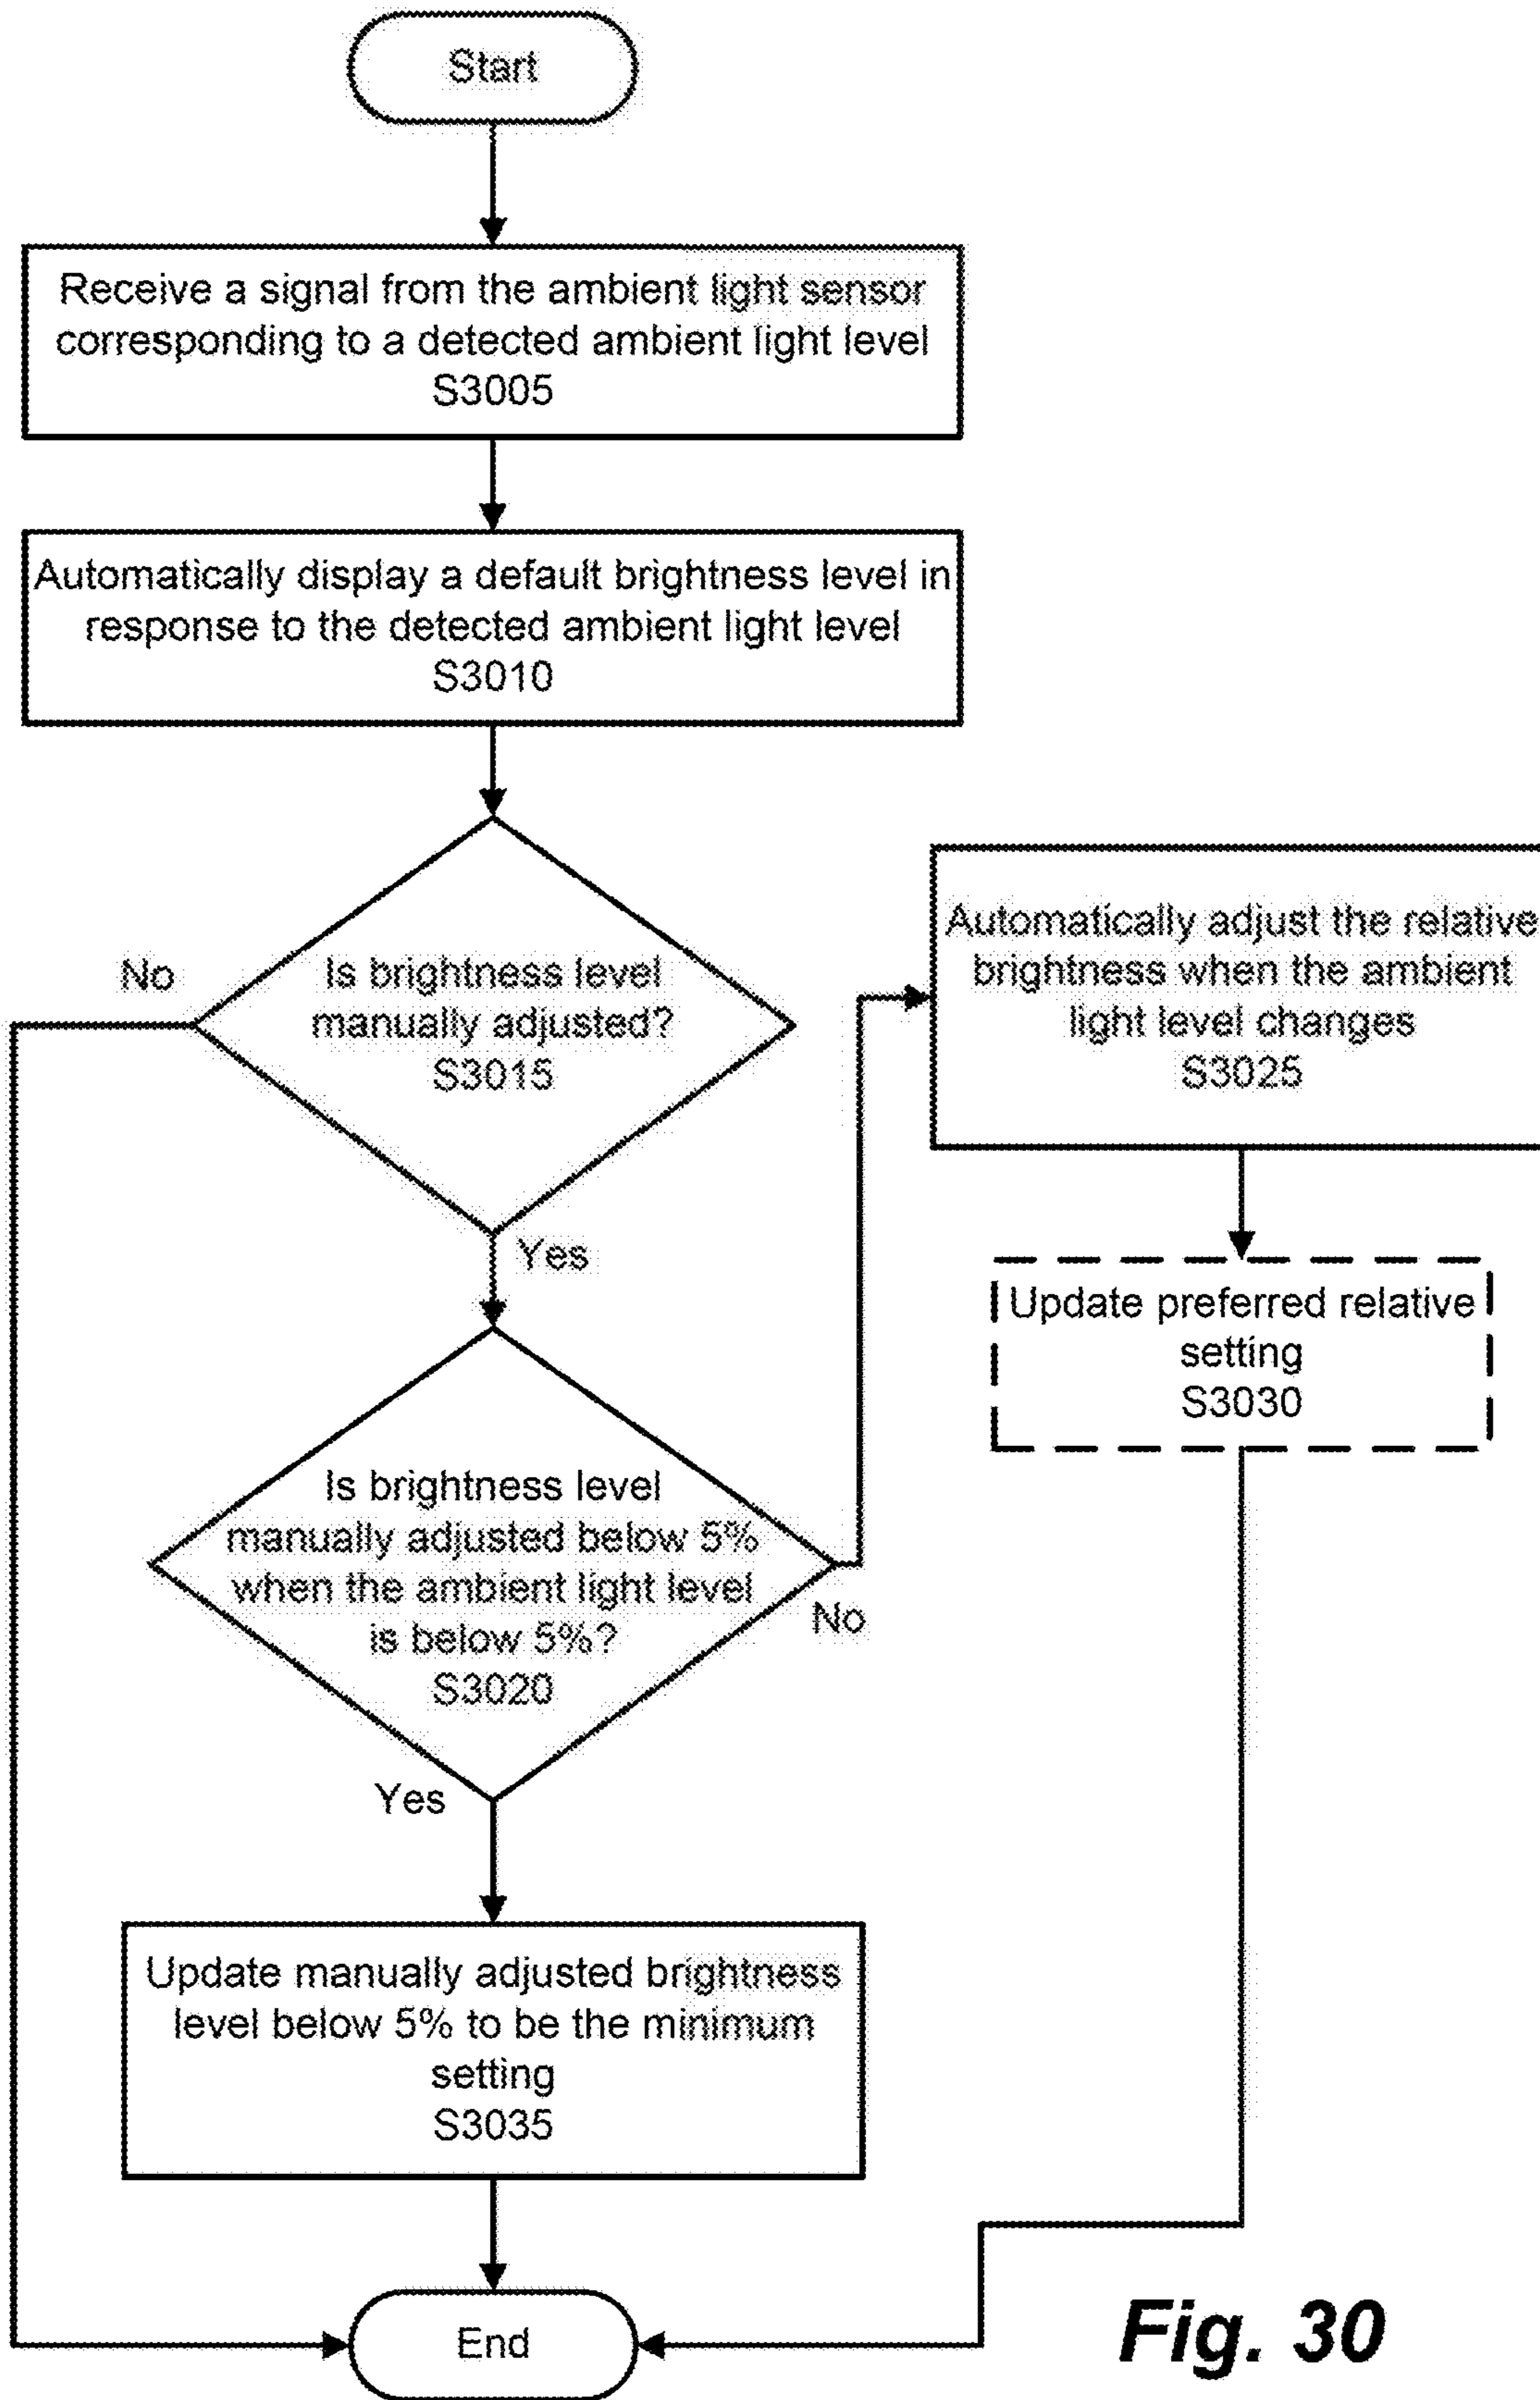 Start
Receive a signal from the ambient light sensor
corresponding to a detected ambient light level
S3005
Automatically display a default brightness level in
response to the detected ambient light level
S3010
Is brightness level
manually adjusted?
S3015
No
Yes
Automatically adjust the relative
brightness when the ambient
light level changes
S3025
Update preferred relative
setting
S3030
Is brightness level
manually adjusted below 5%
when the ambient light level
is below 5%?
S3020
No
Yes
Update manually adjusted brightness
level below 5% to be the minimum
setting
S3035
End
Fig. 30